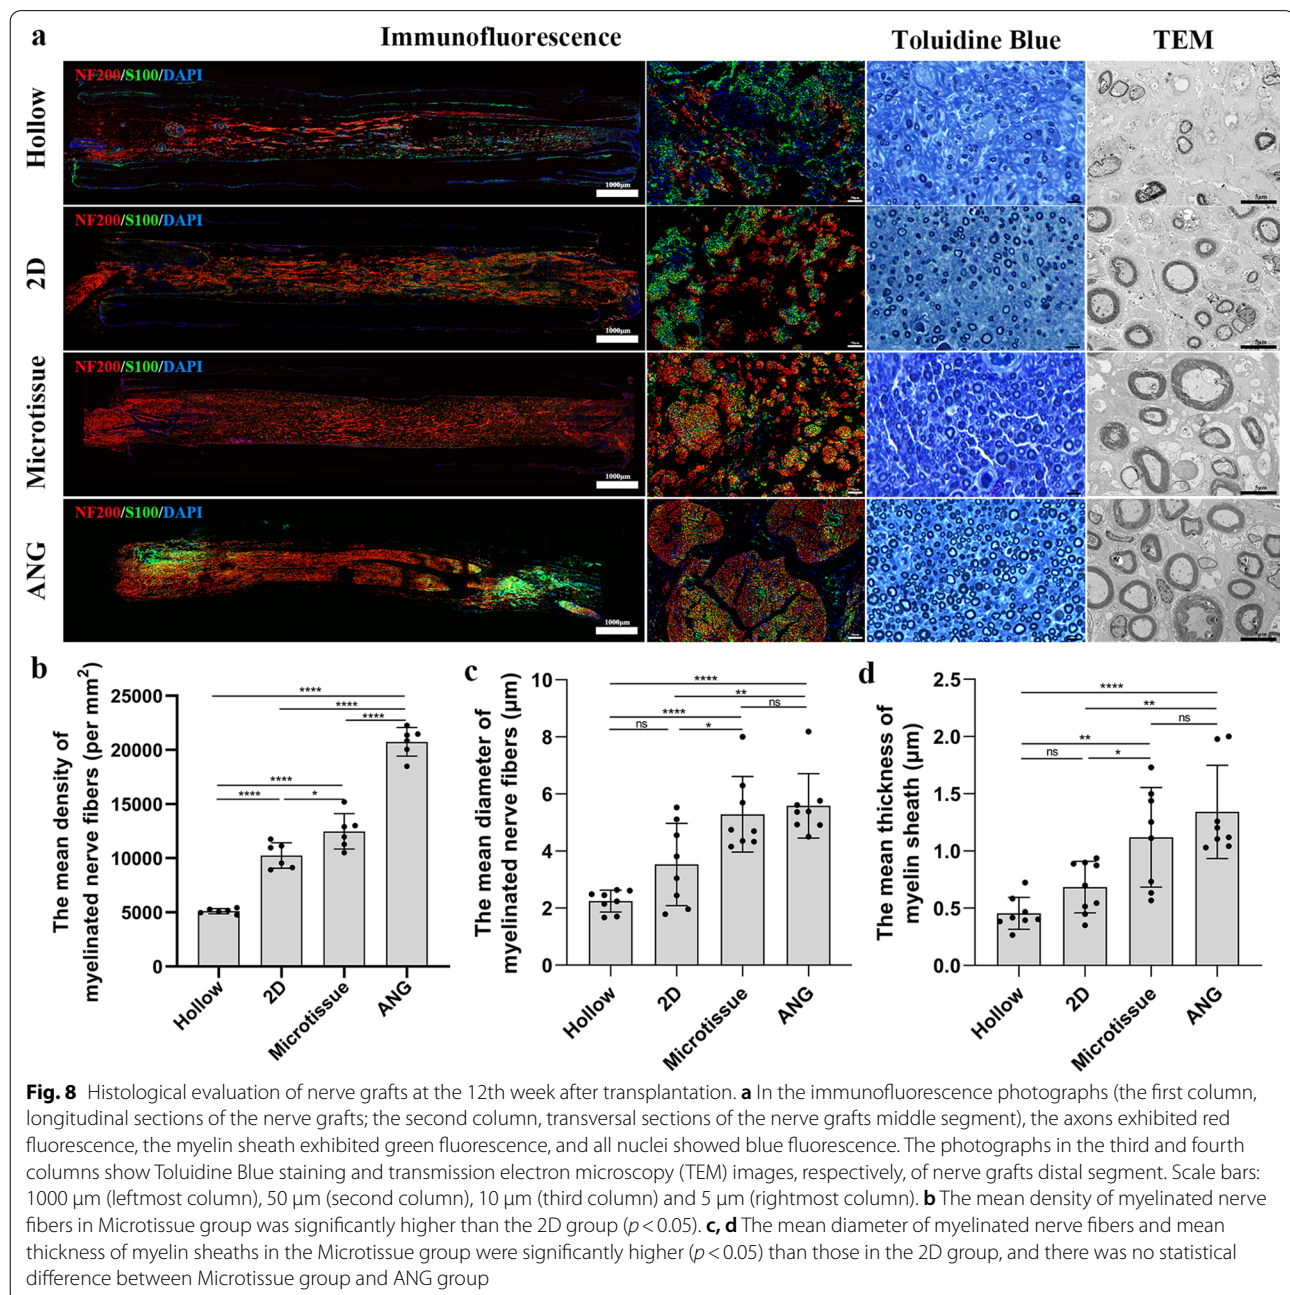 a
Immunofluorescence
Toluidine Blue
TEM
Hollow
NF200/S100/DAPI
1000μm
5μm
2D
NF200/S100/DAPI
1000μm
5μm
Microtissue
NF200/S100/DAPI
1000μm
5μm
ANG
NF200/S100/DAPI
1000μm
5μm
b
The mean density of
myelinated nerve fibers (per mm²)
25000
20000
15000
10000
5000
0
****
****
****
****
****
*
Hollow
2D
Microtissue
ANG
c
The mean diameter of
myelinated nerve fibers (μm)
10
8
6
4
2
0
****
**
ns
****
ns
*
Hollow
2D
Microtissue
ANG
d
The mean thickness of
myelin sheath (μm)
2.5
2.0
1.5
1.0
0.5
0.0
****
**
ns
**
ns
*
Hollow
2D
Microtissue
ANG
Fig. 8 Histological evaluation of nerve grafts at the 12th week after transplantation. a In the immunofluorescence photographs (the first column,
longitudinal sections of the nerve grafts; the second column, transversal sections of the nerve grafts middle segment), the axons exhibited red
fluorescence, the myelin sheath exhibited green fluorescence, and all nuclei showed blue fluorescence. The photographs in the third and fourth
columns show Toluidine Blue staining and transmission electron microscopy (TEM) images, respectively, of nerve grafts distal segment. Scale bars:
1000 μm (leftmost column), 50 μm (second column), 10 μm (third column) and 5 μm (rightmost column). b The mean density of myelinated nerve
fibers in Microtissue group was significantly higher than the 2D group (p < 0.05). c, d The mean diameter of myelinated nerve fibers and mean
thickness of myelin sheaths in the Microtissue group were significantly higher (p < 0.05) than those in the 2D group, and there was no statistical
difference between Microtissue group and ANG group